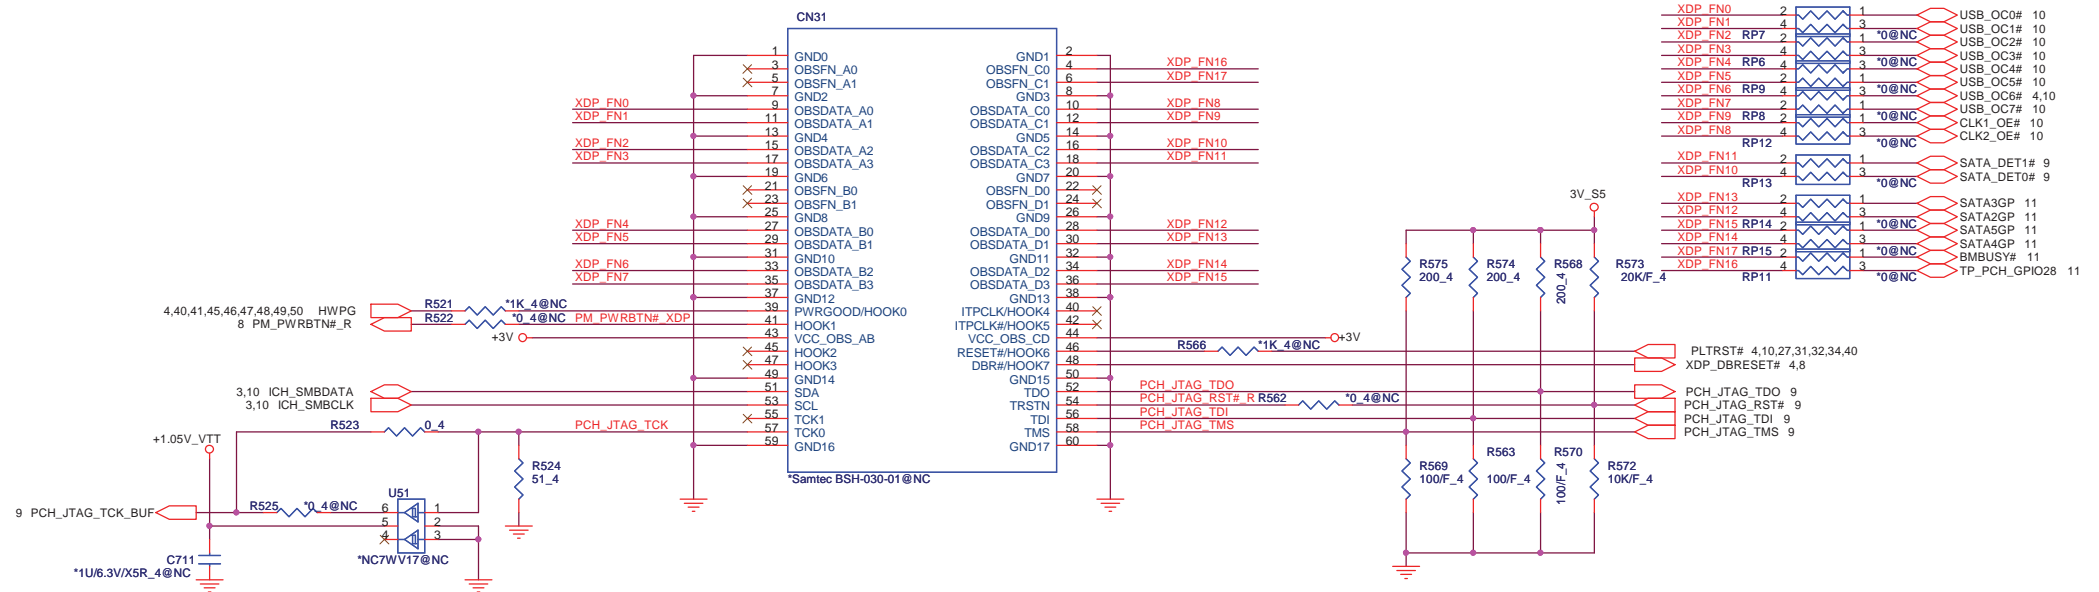 CN31
1 GND0 GND1 2
3 OBSFN_A0 OBSFN_C0 4 XDP_FN16
5 OBSFN_A1 OBSFN_C1 6 XDP_FN17
7 GND2 GND3 8
XDP_FN0 9 OBSDATA_A0 OBSDATA_C0 10 XDP_FN8
XDP_FN1 11 OBSDATA_A1 OBSDATA_C1 12 XDP_FN9
13 GND4 GND5 14
XDP_FN2 15 OBSDATA_A2 OBSDATA_C2 16 XDP_FN10
XDP_FN3 17 OBSDATA_A3 OBSDATA_C3 18 XDP_FN11
19 GND6 GND7 20
21 OBSFN_B0 OBSFN_D0 22
23 OBSFN_B1 OBSFN_D1 24
25 GND8 GND9 26
XDP_FN4 27 OBSDATA_B0 OBSDATA_D0 28 XDP_FN12
XDP_FN5 29 OBSDATA_B1 OBSDATA_D1 30 XDP_FN13
31 GND10 GND11 32
XDP_FN6 33 OBSDATA_B2 OBSDATA_D2 34 XDP_FN14
XDP_FN7 35 OBSDATA_B3 OBSDATA_D3 36 XDP_FN15
37 GND12 GND13 38
4,40,41,45,46,47,48,49,50 HWPG R521 *1K_4@NC 39 PWRGOOD/HOOK0 ITPCLK/HOOK4 40
8 PM_PWRBTN#_R R522 *0_4@NC PM_PWRBTN#_XDP 41 HOOK1 ITPCLK#/HOOK5 42
+3V 43 VCC_OBS_AB VCC_OBS_CD 44 +3V
45 HOOK2 RESET#/HOOK6 46 R566 *1K_4@NC PLTRST# 4,10,27,31,32,34,40
47 HOOK3 DBR#/HOOK7 48 XDP_DBRESET# 4,8
49 GND14 GND15 50
3,10 ICH_SMBDATA 51 SDA TDO 52 PCH_JTAG_TDO PCH_JTAG_TDO 9
3,10 ICH_SMBCLK 53 SCL TRSTN 54 PCH_JTAG_RST#_R R562 *0_4@NC PCH_JTAG_RST# 9
55 TCK1 TDI 56 PCH_JTAG_TDI PCH_JTAG_TDI 9
R523 0_4 PCH_JTAG_TCK 57 TCK0 TMS 58 PCH_JTAG_TMS PCH_JTAG_TMS 9
59 GND16 GND17 60
*Samtec BSH-030-01@NC
+1.05V_VTT
R524
51_4
U51
9 PCH_JTAG_TCK_BUF R525 *0_4@NC 6 1
5 2
4 3
*NC7WV17@NC
C711
*1U/6.3V/X5R_4@NC
3V_S5
R575
200_4
R574
200_4
R568
200_4
R573
20K/F_4
R569
100/F_4
R563
100/F_4
R570
100/F_4
R572
10K/F_4
XDP_FN0 2 1 USB_OC0# 10
XDP_FN1 4 3 USB_OC1# 10
RP7 *0@NC
XDP_FN2 2 1 USB_OC2# 10
XDP_FN3 4 3 USB_OC3# 10
RP6 *0@NC
XDP_FN4 2 1 USB_OC4# 10
XDP_FN5 4 3 USB_OC5# 10
RP9 *0@NC
XDP_FN6 2 1 USB_OC6# 4,10
XDP_FN7 4 3 USB_OC7# 10
RP8 *0@NC
XDP_FN9 2 1 CLK1_OE# 10
XDP_FN8 4 3 CLK2_OE# 10
RP12 *0@NC
XDP_FN11 2 1 SATA_DET1# 9
XDP_FN10 4 3 SATA_DET0# 9
RP13 *0@NC
XDP_FN13 2 1 SATA3GP 11
XDP_FN12 4 3 SATA2GP 11
RP14 *0@NC
XDP_FN15 2 1 SATA5GP 11
XDP_FN14 4 3 SATA4GP 11
RP15 *0@NC
XDP_FN17 2 1 BMBUSY# 11
XDP_FN16 4 3 TP_PCH_GPIO28 11
RP11 *0@NC